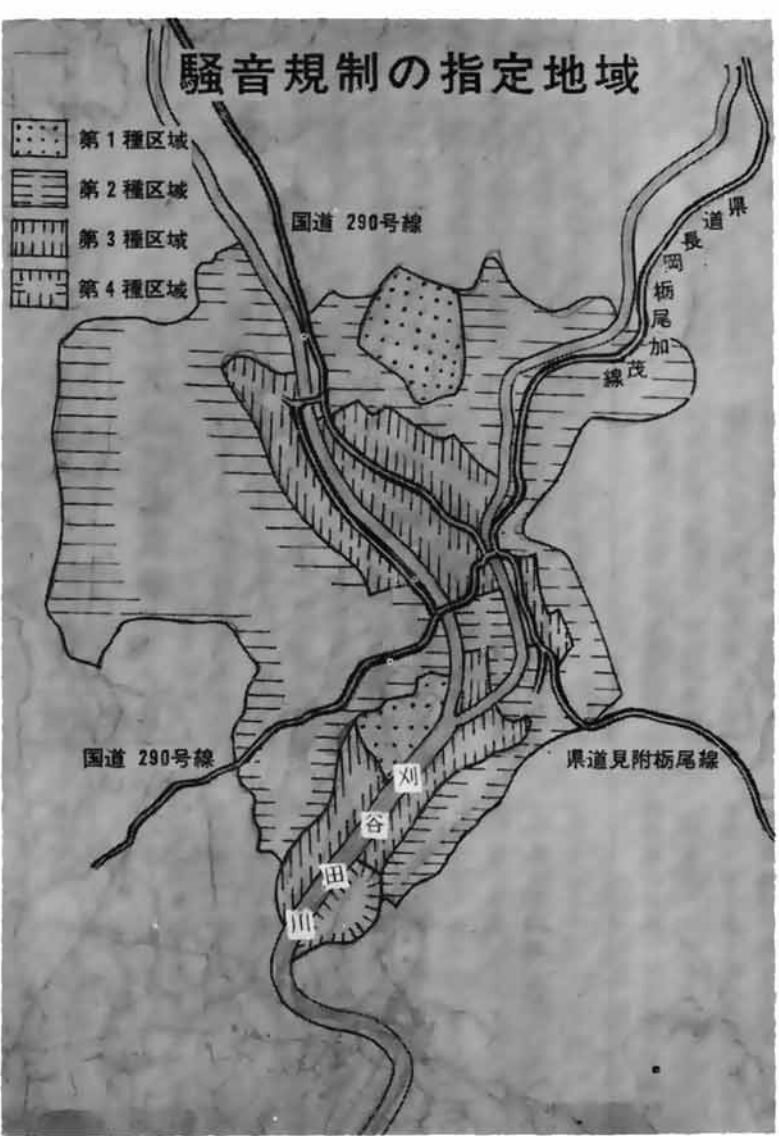 騒音規制の指定地域
第1種区域
第2種区域
第3種区域
第4種区域
国道 290号線
県道長岡栃尾加茂線
国道 290号線
県道見附栃尾線
刈谷田川